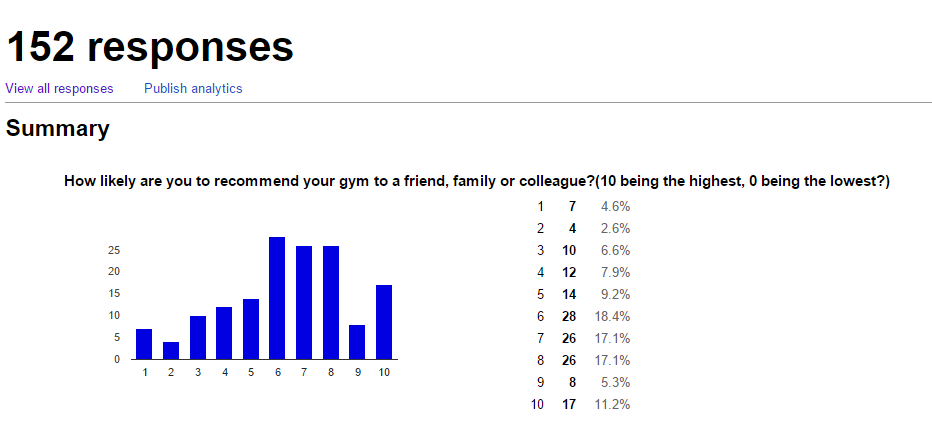 152 responses
View all responses Publish analytics
Summary
How likely are you to recommend your gym to a friend, family or colleague?(10 being the highest, 0 being the lowest?)
25
20
15
10
5
0
1 2 3 4 5 6 7 8 9 10
1 7 4.6%
2 4 2.6%
3 10 6.6%
4 12 7.9%
5 14 9.2%
6 28 18.4%
7 26 17.1%
8 26 17.1%
9 8 5.3%
10 17 11.2%